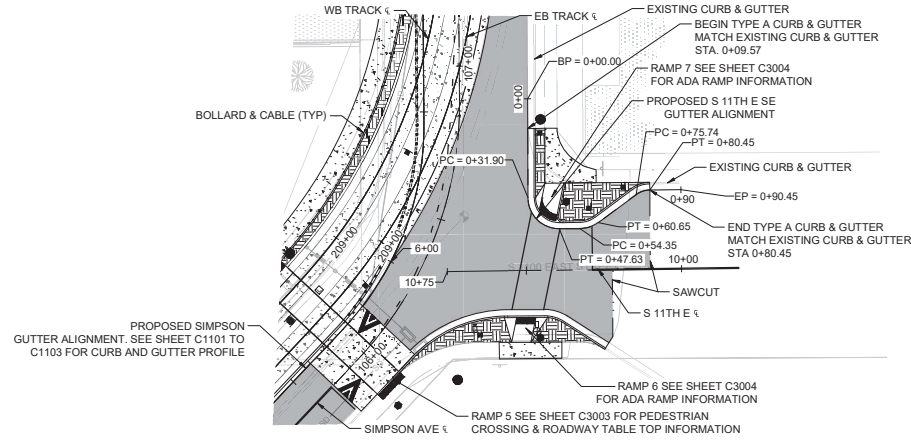 WB TRACK ℄
EB TRACK ℄
EXISTING CURB & GUTTER
BEGIN TYPE A CURB & GUTTER
MATCH EXISTING CURB & GUTTER
STA. 0+09.57
BP = 0+00.00
RAMP 7 SEE SHEET C3004
FOR ADA RAMP INFORMATION
107+00
0+00
PROPOSED S 11TH E SE
GUTTER ALIGNMENT
BOLLARD & CABLE (TYP)
PC = 0+75.74
PT = 0+80.45
PC = 0+31.90
EXISTING CURB & GUTTER
0+90
EP = 0+90.45
PT = 0+60.65
END TYPE A CURB & GUTTER
MATCH EXISTING CURB & GUTTER
STA 0+80.45
PC = 0+54.35
PT = 0+47.63
209+00
209+00
6+00
10+75
10+00
SAWCUT
S 11TH E ℄
PROPOSED SIMPSON
GUTTER ALIGNMENT. SEE SHEET C1101 TO
C1103 FOR CURB AND GUTTER PROFILE
106+00
RAMP 6 SEE SHEET C3004
FOR ADA RAMP INFORMATION
RAMP 5 SEE SHEET C3003 FOR PEDESTRIAN
CROSSING & ROADWAY TABLE TOP INFORMATION
SIMPSON AVE ℄